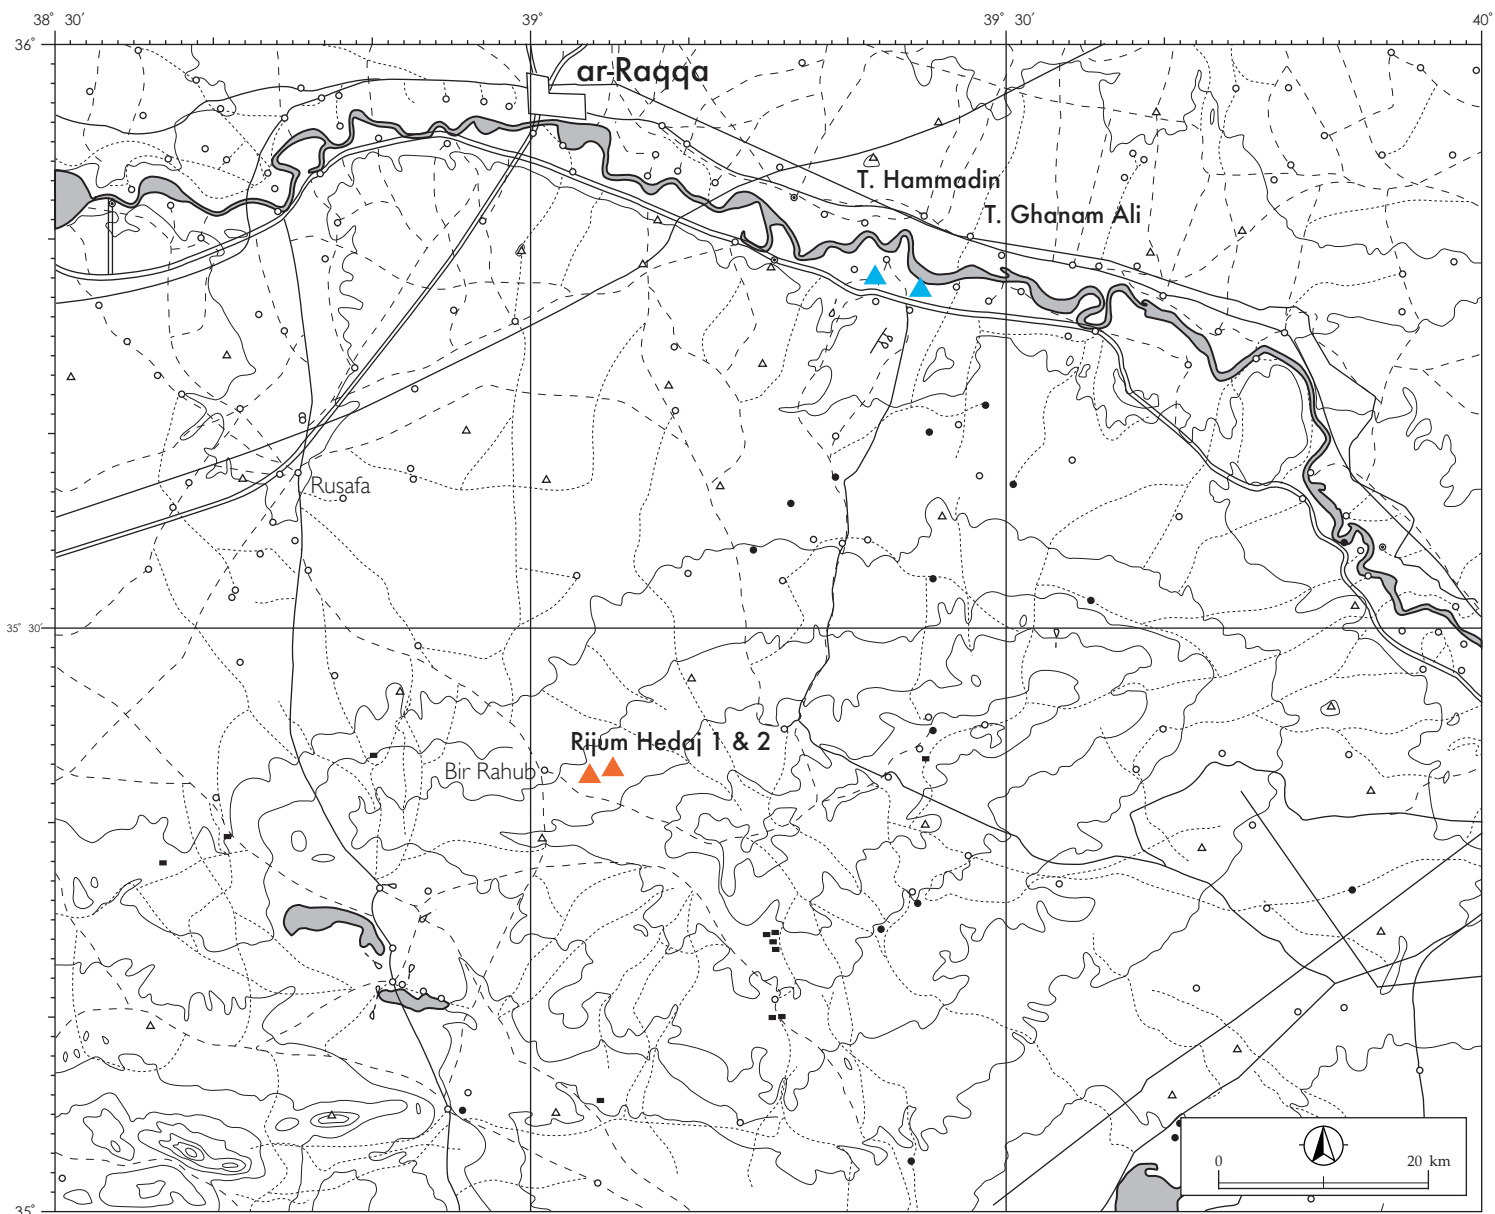 38° 30′ 39° 39° 30′ 40°
36°
ar-Raqqa
T. Hammadin
T. Ghanam Ali
Rusafa
35° 30′
Rijum Hedaj 1 & 2
Bir Rahub
0 20 km
35°